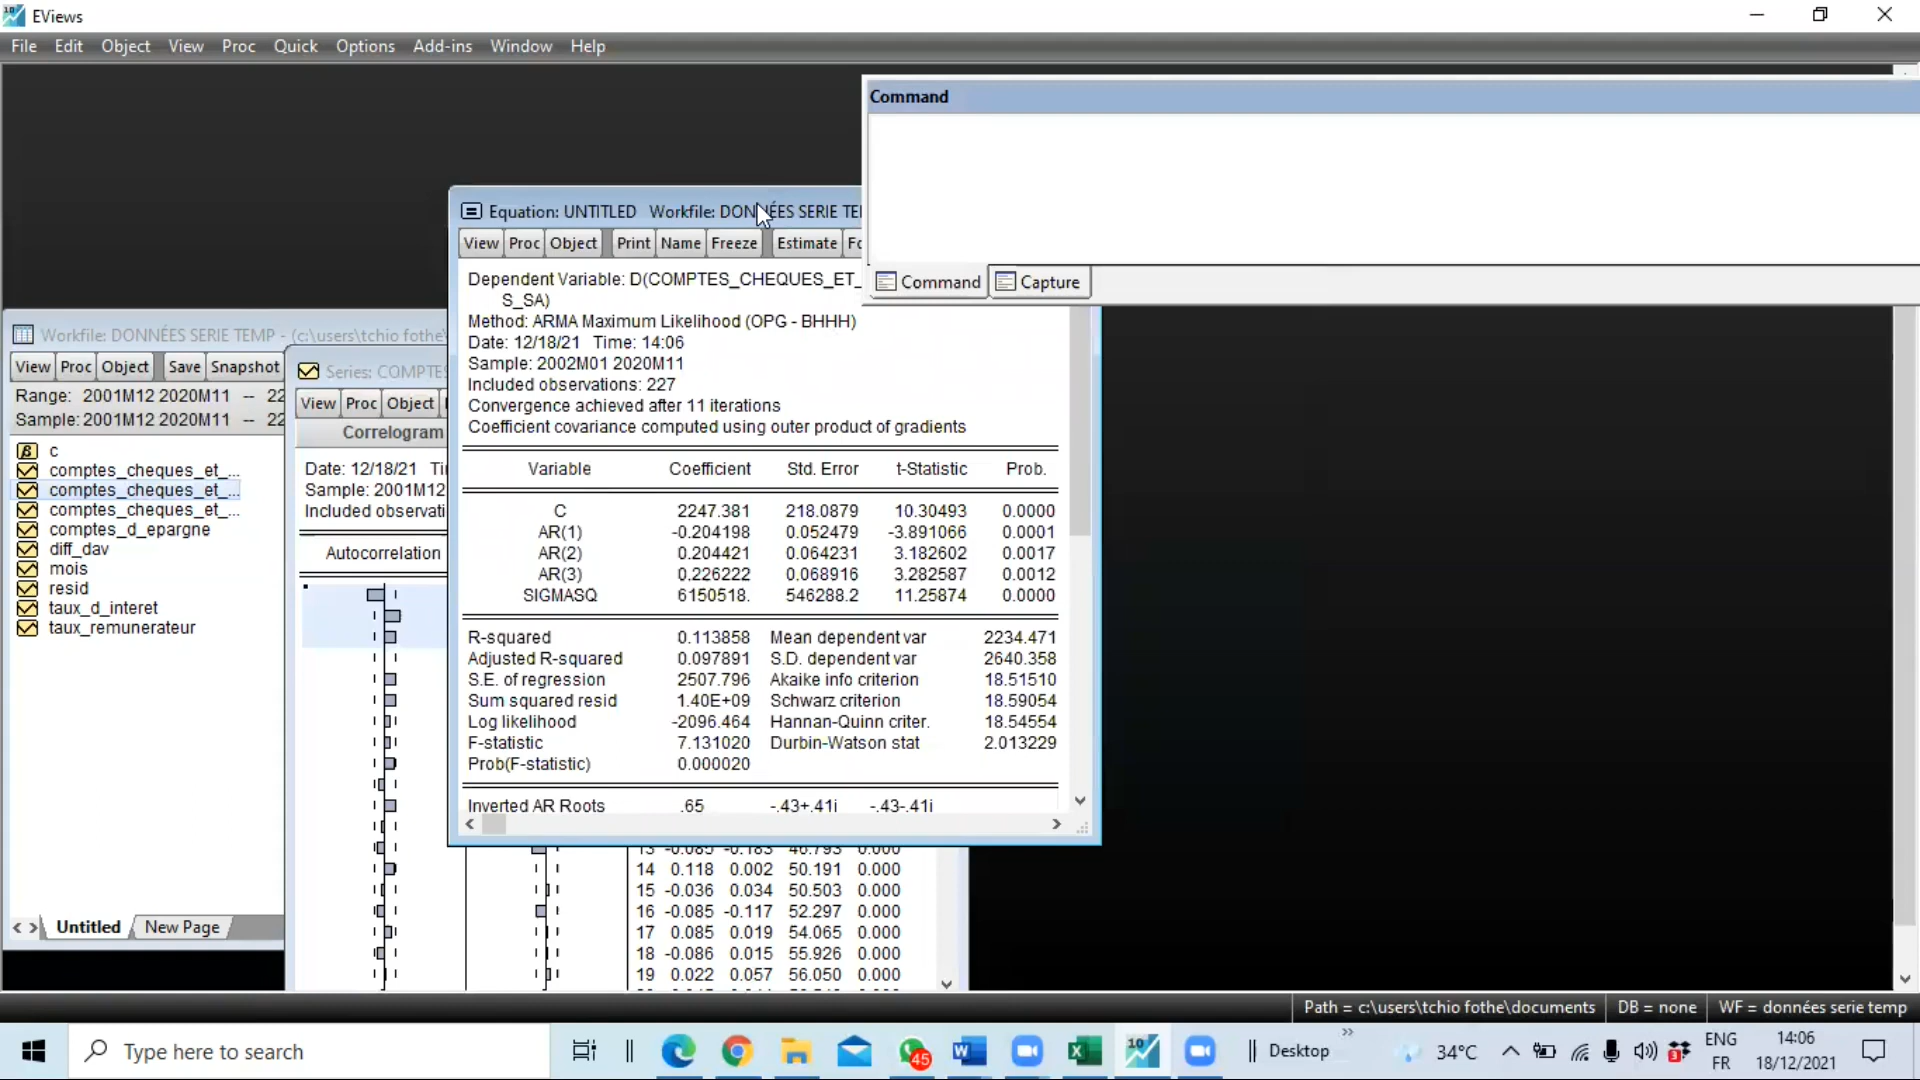 EViews
File Edit Object View Proc Quick Options Add-ins Window Help
Command
Command Capture
Equation: UNTITLED Workfile: DONNÉES SERIE TE
View Proc Object Print Name Freeze Estimate
Dependent Variable: D(COMPTES_CHEQUES_ET_
S_SA)
Method: ARMA Maximum Likelihood (OPG - BHHH)
Date: 12/18/21 Time: 14:06
Sample: 2002M01 2020M11
Included observations: 227
Convergence achieved after 11 iterations
Coefficient covariance computed using outer product of gradients
Variable Coefficient Std. Error t-Statistic Prob.
C 2247.381 218.0879 10.30493 0.0000
AR(1) -0.204198 0.052479 -3.891066 0.0001
AR(2) 0.204421 0.064231 3.182602 0.0017
AR(3) 0.226222 0.068916 3.282587 0.0012
SIGMASQ 6150518. 546288.2 11.25874 0.0000
R-squared 0.113858 Mean dependent var 2234.471
Adjusted R-squared 0.097891 S.D. dependent var 2640.358
S.E. of regression 2507.796 Akaike info criterion 18.51510
Sum squared resid 1.40E+09 Schwarz criterion 18.59054
Log likelihood -2096.464 Hannan-Quinn criter. 18.54554
F-statistic 7.131020 Durbin-Watson stat 2.013229
Prob(F-statistic) 0.000020
Inverted AR Roots .65 -.43+.41i -.43-.41i
Workfile: DONNÉES SERIE TEMP - (c:\users\tchio fothe\
View Proc Object Save Snapshot
Range: 2001M12 2020M11 -- 22
Sample: 2001M12 2020M11 -- 22
c
comptes_cheques_et_...
comptes_cheques_et_...
comptes_cheques_et_...
comptes_d_epargne
diff_dav
mois
resid
taux_d_interet
taux_remunerateur
Untitled New Page
Series: COMPTES
View Proc Object
Correlogram
Date: 12/18/21
Sample: 2001M12
Included observati
Autocorrelation
13 -0.085 -0.183 46.793 0.000
14 0.118 0.002 50.191 0.000
15 -0.036 0.034 50.503 0.000
16 -0.085 -0.117 52.297 0.000
17 0.085 0.019 54.065 0.000
18 -0.086 0.015 55.926 0.000
19 0.022 0.057 56.050 0.000
Path = c:\users\tchio fothe\documents DB = none WF = données serie temp
Type here to search
45
10
Desktop
34°C
3
ENG
FR
14:06
18/12/2021